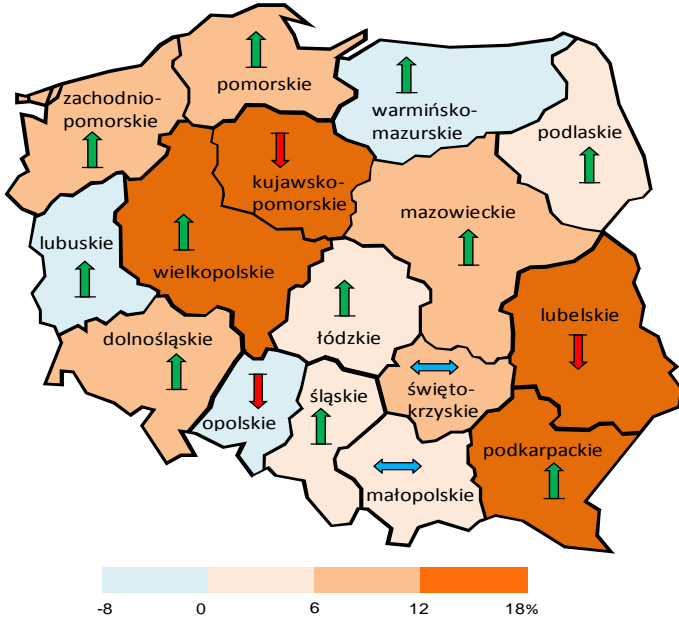 pomorskie
zachodnio-
pomorskie
warmińsko-
mazurskie
podlaskie
kujawsko-
pomorskie
mazowieckie
lubuskie
wielkopolskie
lubelskie
dolnośląskie
łódzkie
święto-
krzyskie
śląskie
opolskie
podkarpackie
małopolskie
-8 0 6 12 18%